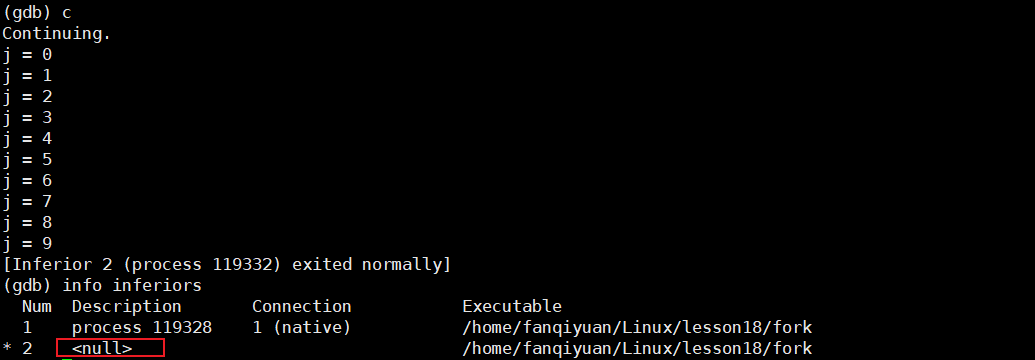 (gdb) c
Continuing.
j = 0
j = 1
j = 2
j = 3
j = 4
j = 5
j = 6
j = 7
j = 8
j = 9
[Inferior 2 (process 119332) exited normally]
(gdb) info inferiors
  Num  Description       Connection           Executable
  1    process 119328    1 (native)           /home/fanqiyuan/Linux/lesson18/fork
* 2    <null>                                 /home/fanqiyuan/Linux/lesson18/fork